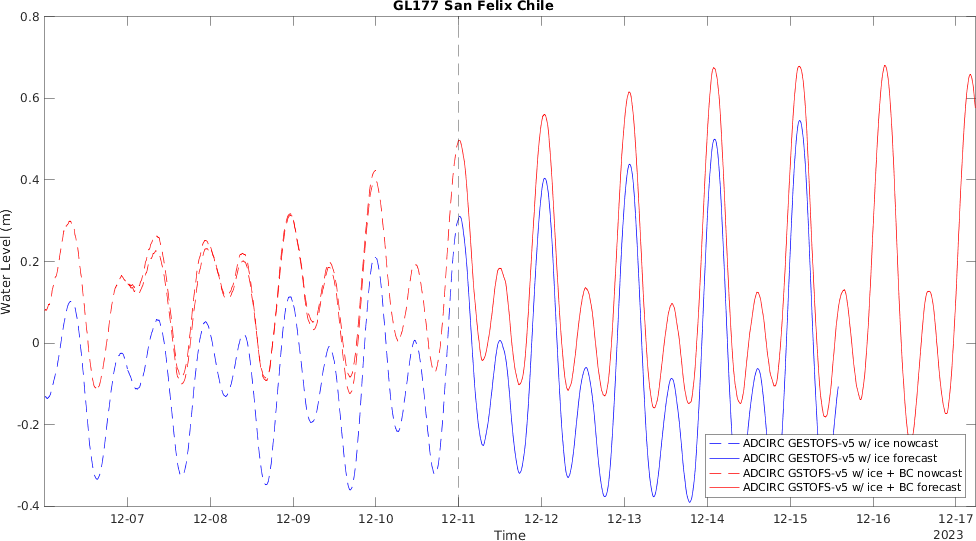 GL177 San Felix Chile
Water Level (m)
0.8
0.6
0.4
0.2
0
-0.2
-0.4
ADCIRC GESTOFS-v5 w/ ice nowcast
ADCIRC GESTOFS-v5 w/ ice forecast
ADCIRC GSTOFS-v5 w/ ice + BC nowcast
ADCIRC GSTOFS-v5 w/ ice + BC forecast
12-07 12-08 12-09 12-10 12-11 12-12 12-13 12-14 12-15 12-16 12-17
Time
2023